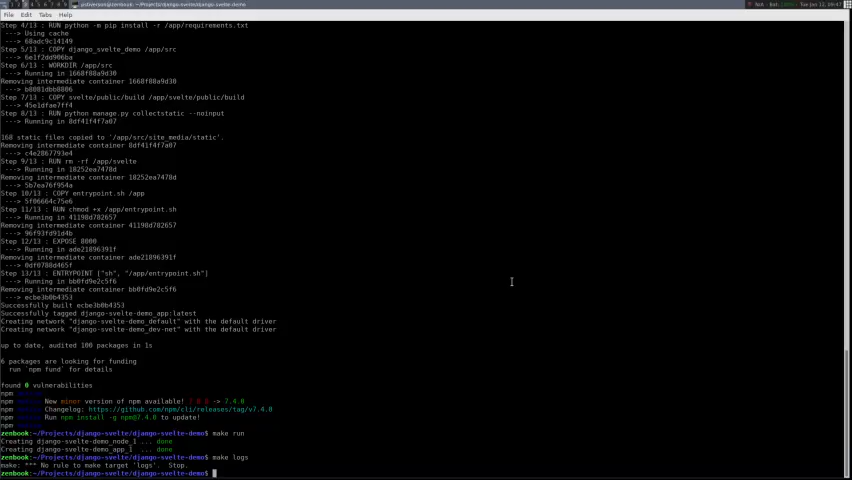 File Edit Tabs Help
Step 4/13 : RUN python -m pip install -r /app/requirements.txt
---> Using cache
---> 68adc9c14149
Step 5/13 : COPY django_svelte_demo /app/src
---> 6e1f2dd906ba
Step 6/13 : WORKDIR /app/src
---> Running in 1668f18a9d30
Removing intermediate container 1668f18a9d30
---> b8081dbb8806
Step 7/13 : COPY svelte/public/build /app/svelte/public/build
---> 45e1dfae7ff4
Step 8/13 : RUN python manage.py collectstatic --noinput
---> Running in 8df41f4f7a07
168 static files copied to '/app/src/site_media/static'.
Removing intermediate container 8df41f4f7a07
---> c4e2867793e4
Step 9/13 : RUN rm -rf /app/svelte
---> Running in 18252ea7478d
Removing intermediate container 18252ea7478d
---> 5b7ea76f954a
Step 10/13 : COPY entrypoint.sh /app
---> 5f06664c75e6
Step 11/13 : RUN chmod +x /app/entrypoint.sh
---> Running in 41198d782657
Removing intermediate container 41198d782657
---> 96f93fd91d4b
Step 12/13 : EXPOSE 8000
---> Running in ade21896391f
Removing intermediate container ade21896391f
---> 0df0788d465f
Step 13/13 : ENTRYPOINT ["sh", "/app/entrypoint.sh"]
---> Running in bb0fd9e2c5f6
Removing intermediate container bb0fd9e2c5f6
---> ecbe3b0b4353
Successfully built ecbe3b0b4353
Successfully tagged django-svelte-demo_app:latest
Creating network "django-svelte-demo_default" with the default driver
Creating network "django-svelte-demo_dev-net" with the default driver
up to date, audited 100 packages in 1s
6 packages are looking for funding
run `npm fund` for details
found 0 vulnerabilities
npm
npm New minor version of npm available! -> 7.4.0
npm Changelog: https://github.com/npm/cli/releases/tag/v7.4.0
npm Run npm install -g npm@7.4.0 to update!
npm
zenbook:~/Projects/django-svelte/django-svelte-demo$ make run
Creating django-svelte-demo_node_1 ... done
Creating django-svelte-demo_app_1 ... done
zenbook:~/Projects/django-svelte/django-svelte-demo$ make logs
make: *** No rule to make target 'logs'. Stop.
zenbook:~/Projects/django-svelte/django-svelte-demo$